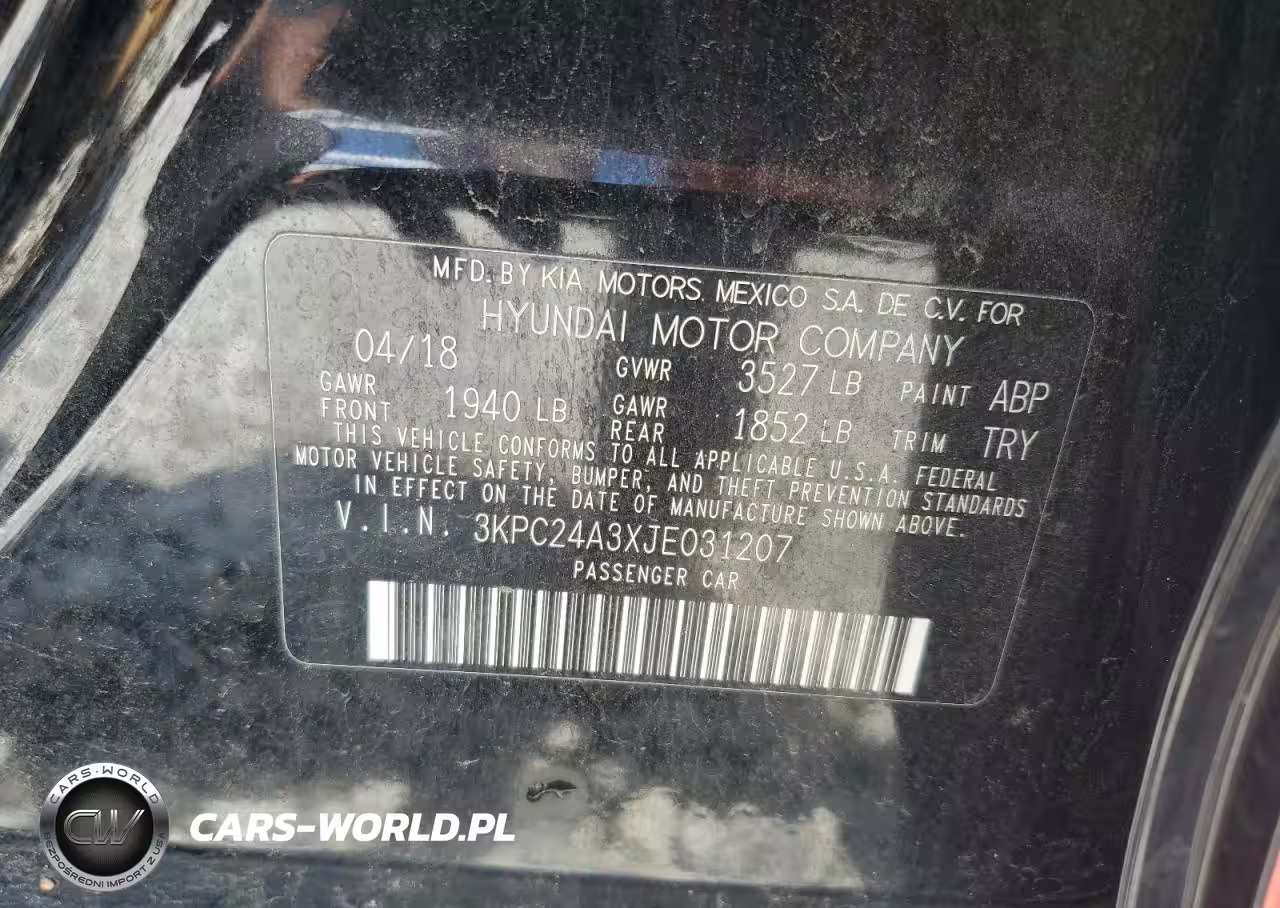 MFD. BY KIA MOTORS MEXICO S.A. DE C.V. FOR
HYUNDAI MOTOR COMPANY
04/18 GVWR 3527 LB PAINT ABP
GAWR FRONT 1940 LB GAWR REAR 1852 LB TRIM TRY
THIS VEHICLE CONFORMS TO ALL APPLICABLE U.S.A. FEDERAL
MOTOR VEHICLE SAFETY, BUMPER, AND THEFT PREVENTION STANDARDS
IN EFFECT ON THE DATE OF MANUFACTURE SHOWN ABOVE.
V.I.N. 3KPC24A3XJE031207
PASSENGER CAR
CARS-WORLD
CW
BEZPOŚREDNI IMPORT Z USA
CARS-WORLD.PL